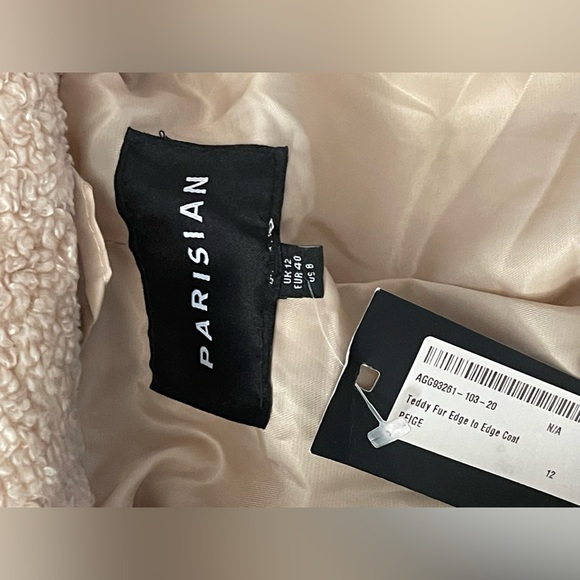 PARISIAN
UK 12
EUR 40
US 8
AGG93261-103-20
N/A
Teddy Fur Edge to Edge Coat
BEIGE
12